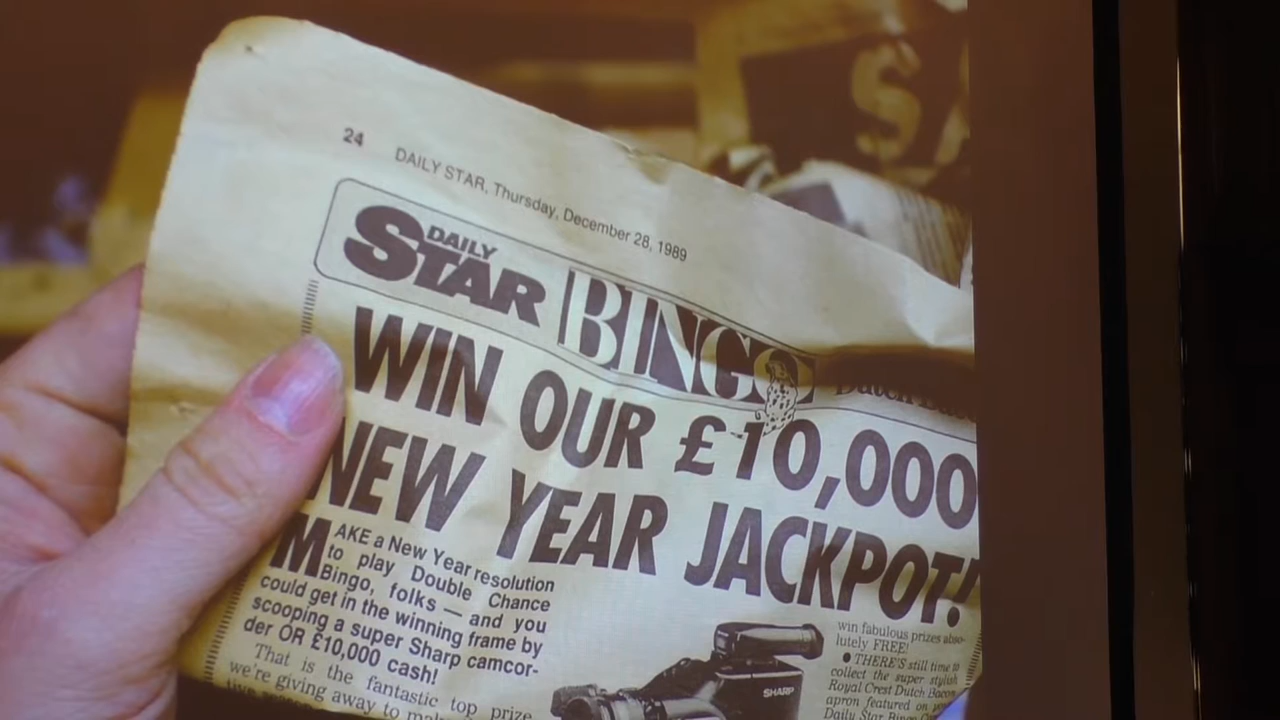 24 DAILY STAR, Thursday, December 28, 1989
DAILY
STAR BINGO
Dutch
WIN OUR £10,000
NEW YEAR JACKPOT!
MAKE a New Year resolution
to play Double Chance
Bingo, folks — and you
could get in the winning frame by
scooping a super Sharp camcor-
der OR £10,000 cash!
That is the fantastic top prize
we're giving away to
SHARP
win fabulous prizes abso-
lutely FREE!
● THERE'S still time to
collect the super stylish
Royal Crest Dutch Bacon
apron featured on
Daily Star Bingo
$